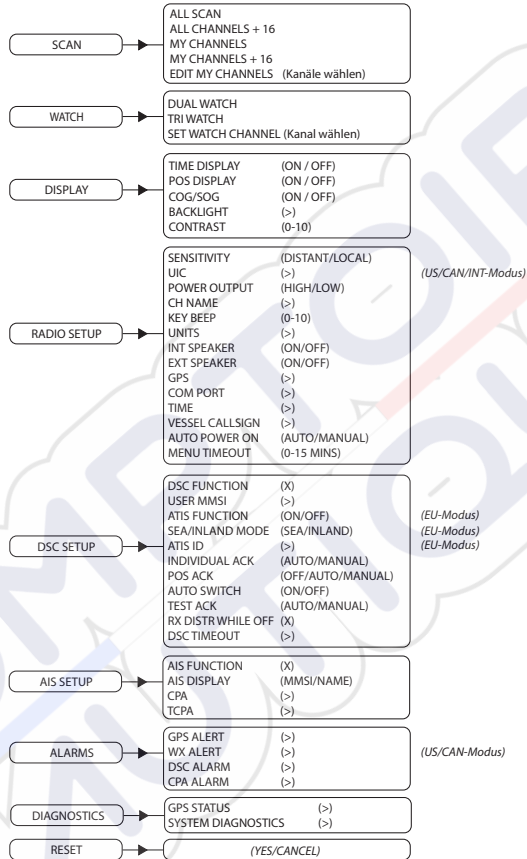 SCAN
ALL SCAN
ALL CHANNELS + 16
MY CHANNELS
MY CHANNELS + 16
EDIT MY CHANNELS (Kanäle wählen)
WATCH
DUAL WATCH
TRI WATCH
SET WATCH CHANNEL (Kanal wählen)
DISPLAY
TIME DISPLAY (ON / OFF)
POS DISPLAY (ON / OFF)
COG/SOG (ON / OFF)
BACKLIGHT (>)
CONTRAST (0-10)
RADIO SETUP
SENSITIVITY (DISTANT/LOCAL)
UIC (>) (US/CAN/INT-Modus)
POWER OUTPUT (HIGH/LOW)
CH NAME (>)
KEY BEEP (0-10)
UNITS (>)
INT SPEAKER (ON/OFF)
EXT SPEAKER (ON/OFF)
GPS (>)
COM PORT (>)
TIME (>)
VESSEL CALLSIGN (>)
AUTO POWER ON (AUTO/MANUAL)
MENU TIMEOUT (0-15 MINS)
DSC SETUP
DSC FUNCTION (X)
USER MMSI (>)
ATIS FUNCTION (ON/OFF) (EU-Modus)
SEA/INLAND MODE (SEA/INLAND) (EU-Modus)
ATIS ID (>) (EU-Modus)
INDIVIDUAL ACK (AUTO/MANUAL)
POS ACK (OFF/AUTO/MANUAL)
AUTO SWITCH (ON/OFF)
TEST ACK (AUTO/MANUAL)
RX DISTR WHILE OFF (X)
DSC TIMEOUT (>)
AIS SETUP
AIS FUNCTION (X)
AIS DISPLAY (MMSI/NAME)
CPA (>)
TCPA (>)
ALARMS
GPS ALERT (>)
WX ALERT (>) (US/CAN-Modus)
DSC ALARM (>)
CPA ALARM (>)
DIAGNOSTICS
GPS STATUS (>)
SYSTEM DIAGNOSTICS (>)
RESET
(YES/CANCEL)